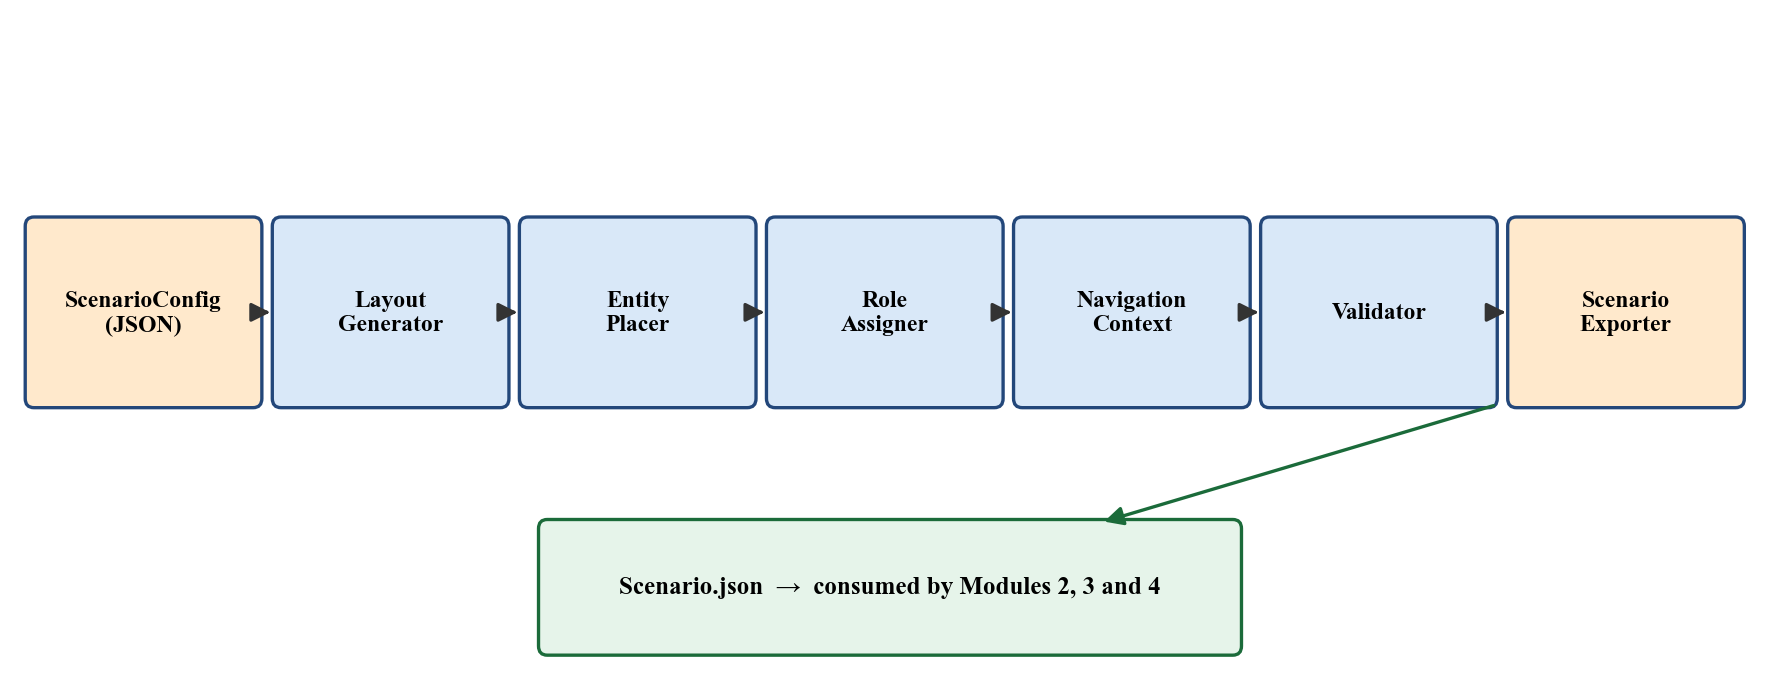 ScenarioConfig
(JSON)
Layout
Generator
Entity
Placer
Role
Assigner
Navigation
Context
Validator
Scenario
Exporter
Scenario.json → consumed by Modules 2, 3 and 4